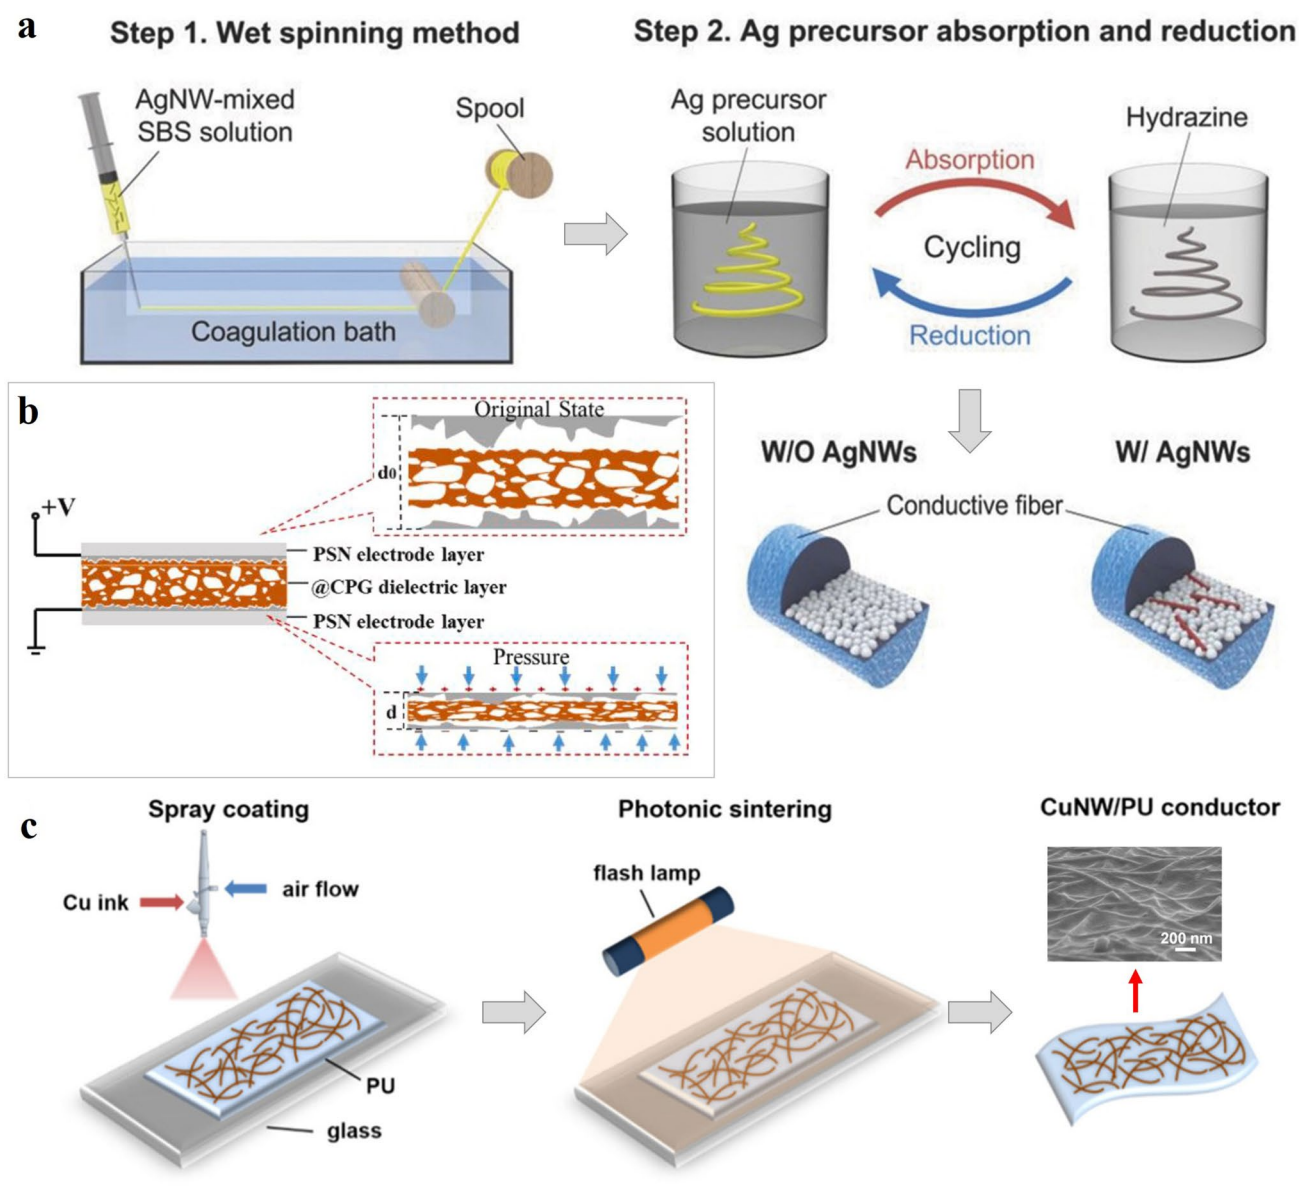 a
Step 1. Wet spinning method
Step 2. Ag precursor absorption and reduction
AgNW-mixed
SBS solution
Spool
Coagulation bath
Ag precursor
solution
Absorption
Cycling
Reduction
Hydrazine
W/O AgNWs
W/ AgNWs
Conductive fiber
b
Original State
d0
+V
PSN electrode layer
@CPG dielectric layer
PSN electrode layer
Pressure
d
c
Spray coating
Cu ink
air flow
PU
glass
Photonic sintering
flash lamp
CuNW/PU conductor
200 nm